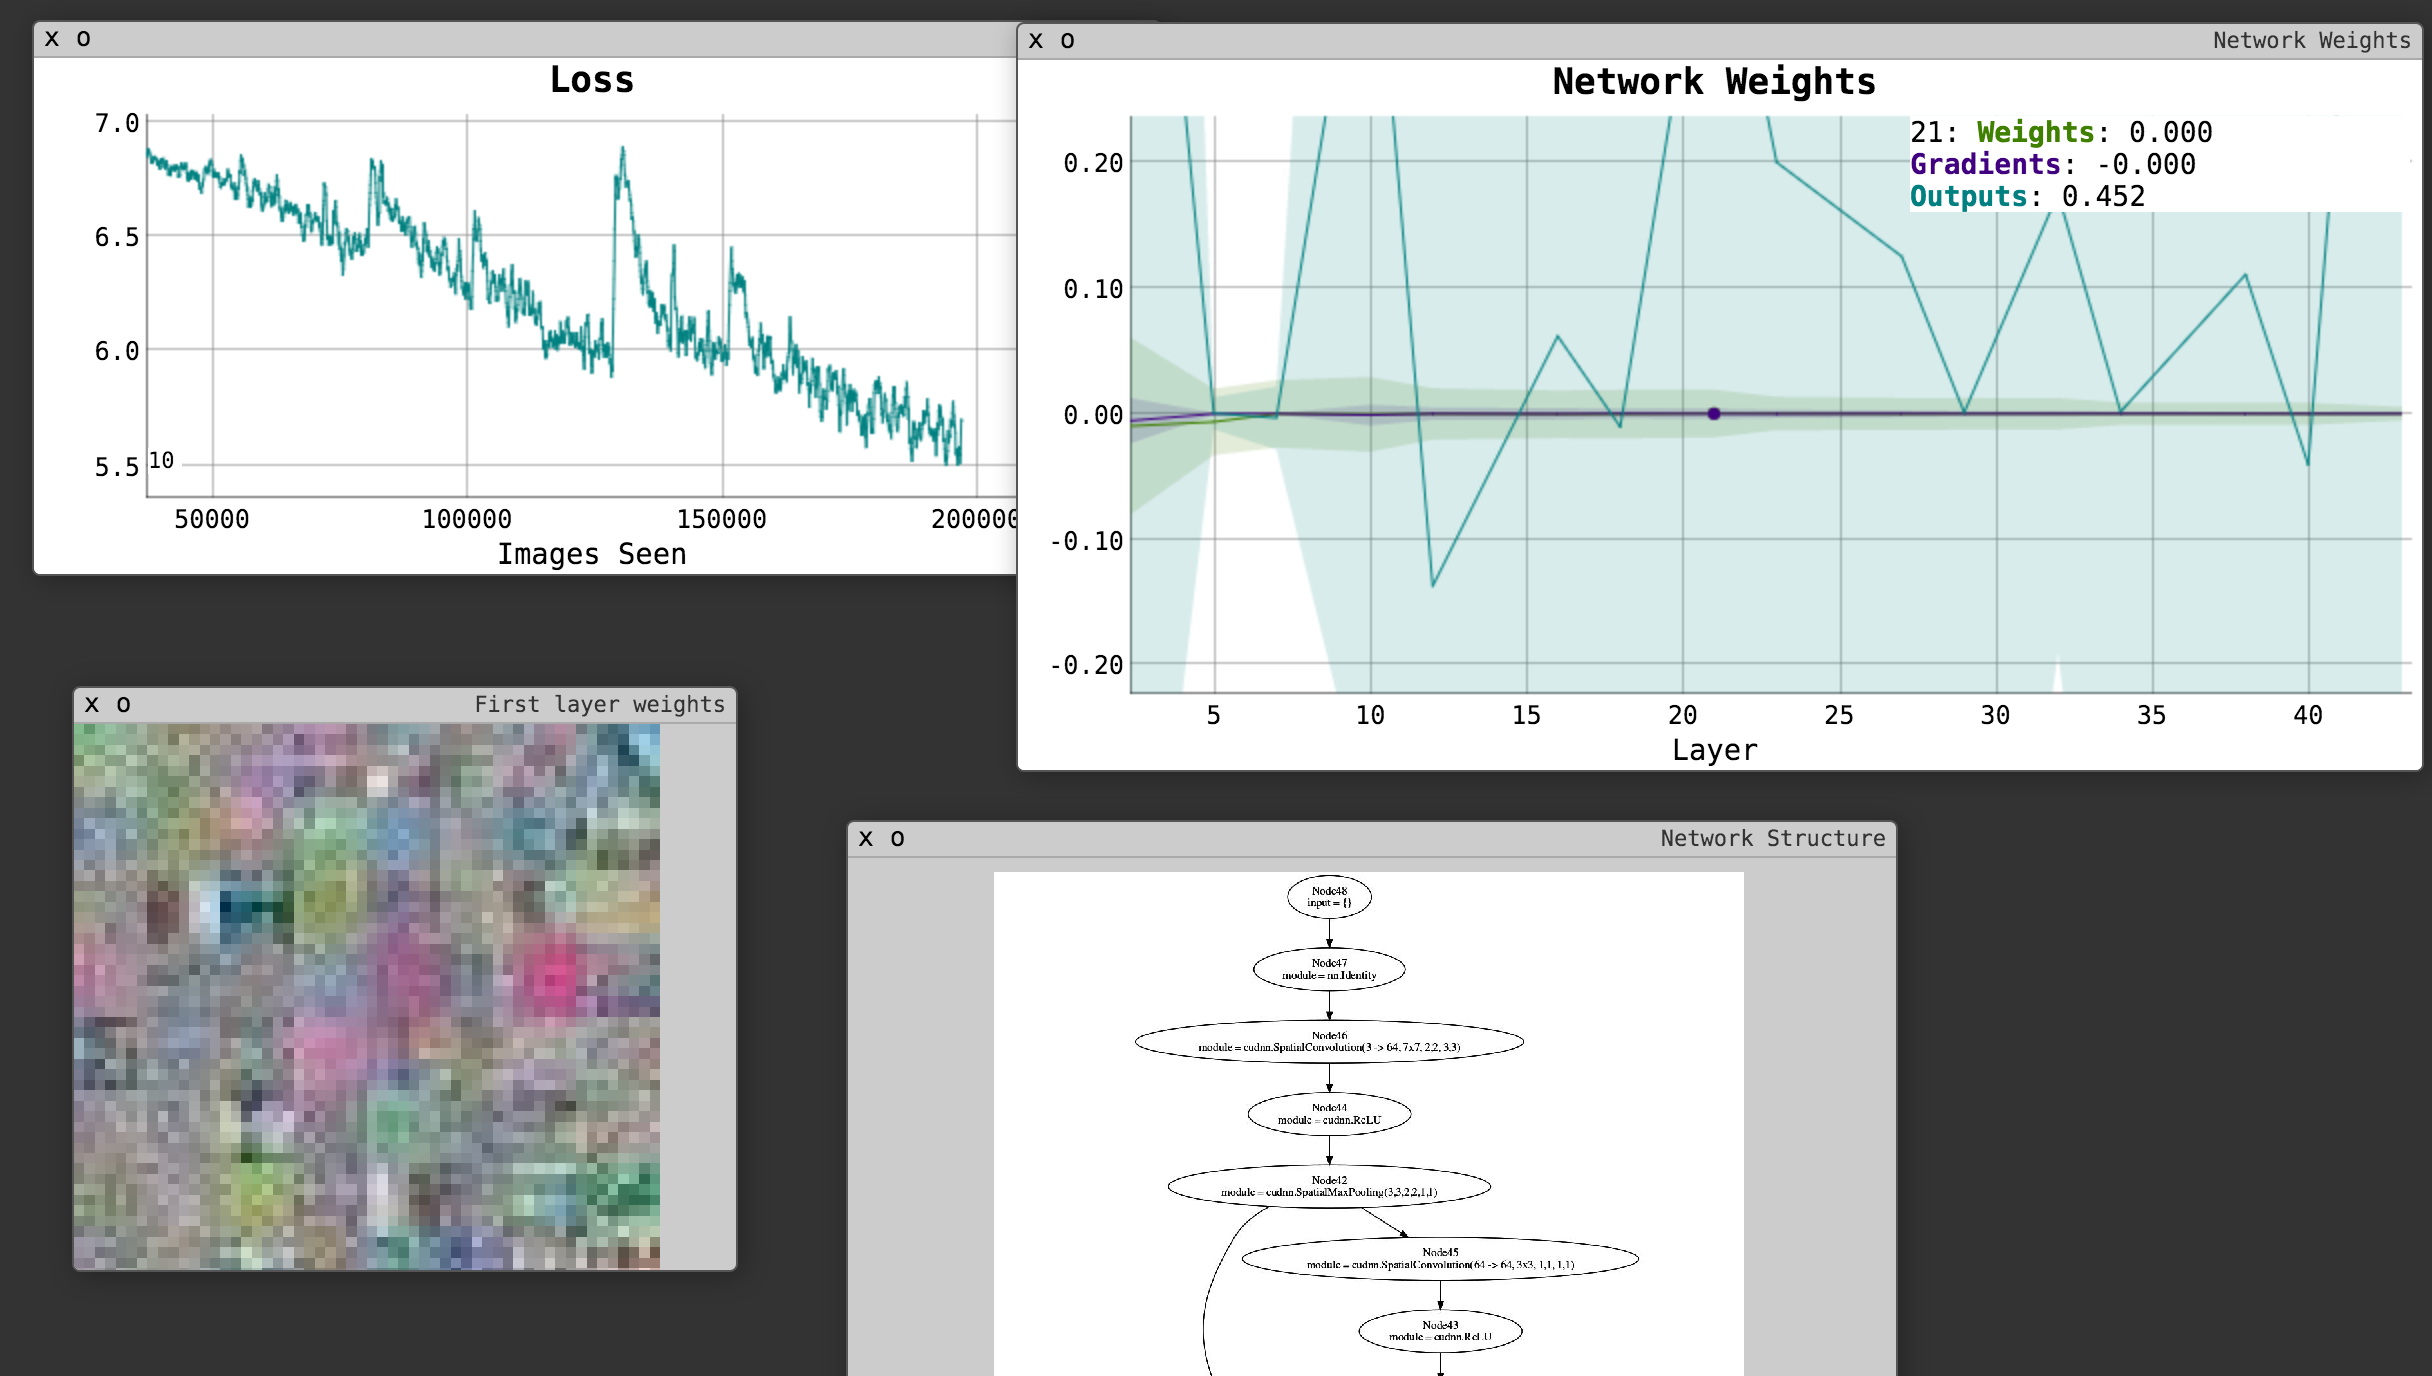 x o
Loss
7.0
6.5
6.0
5.5
10
50000 100000 150000 200000
Images Seen
x o Network Weights
Network Weights
21: Weights: 0.000
Gradients: -0.000
Outputs: 0.452
0.20
0.10
0.00
-0.10
-0.20
5 10 15 20 25 30 35 40
Layer
x o First layer weights
x o Network Structure
Node48
input = {}
Node47
module = nn.Identity
Node46
module = cudnn.SpatialConvolution(3 -> 64, 7x7, 2,2, 3,3)
Node44
module = cudnn.ReLU
Node42
module = cudnn.SpatialMaxPooling(3,3,2,2,1,1)
Node45
module = cudnn.SpatialConvolution(64 -> 64, 3x3, 1,1, 1,1)
Node43
module = cudnn.ReLU